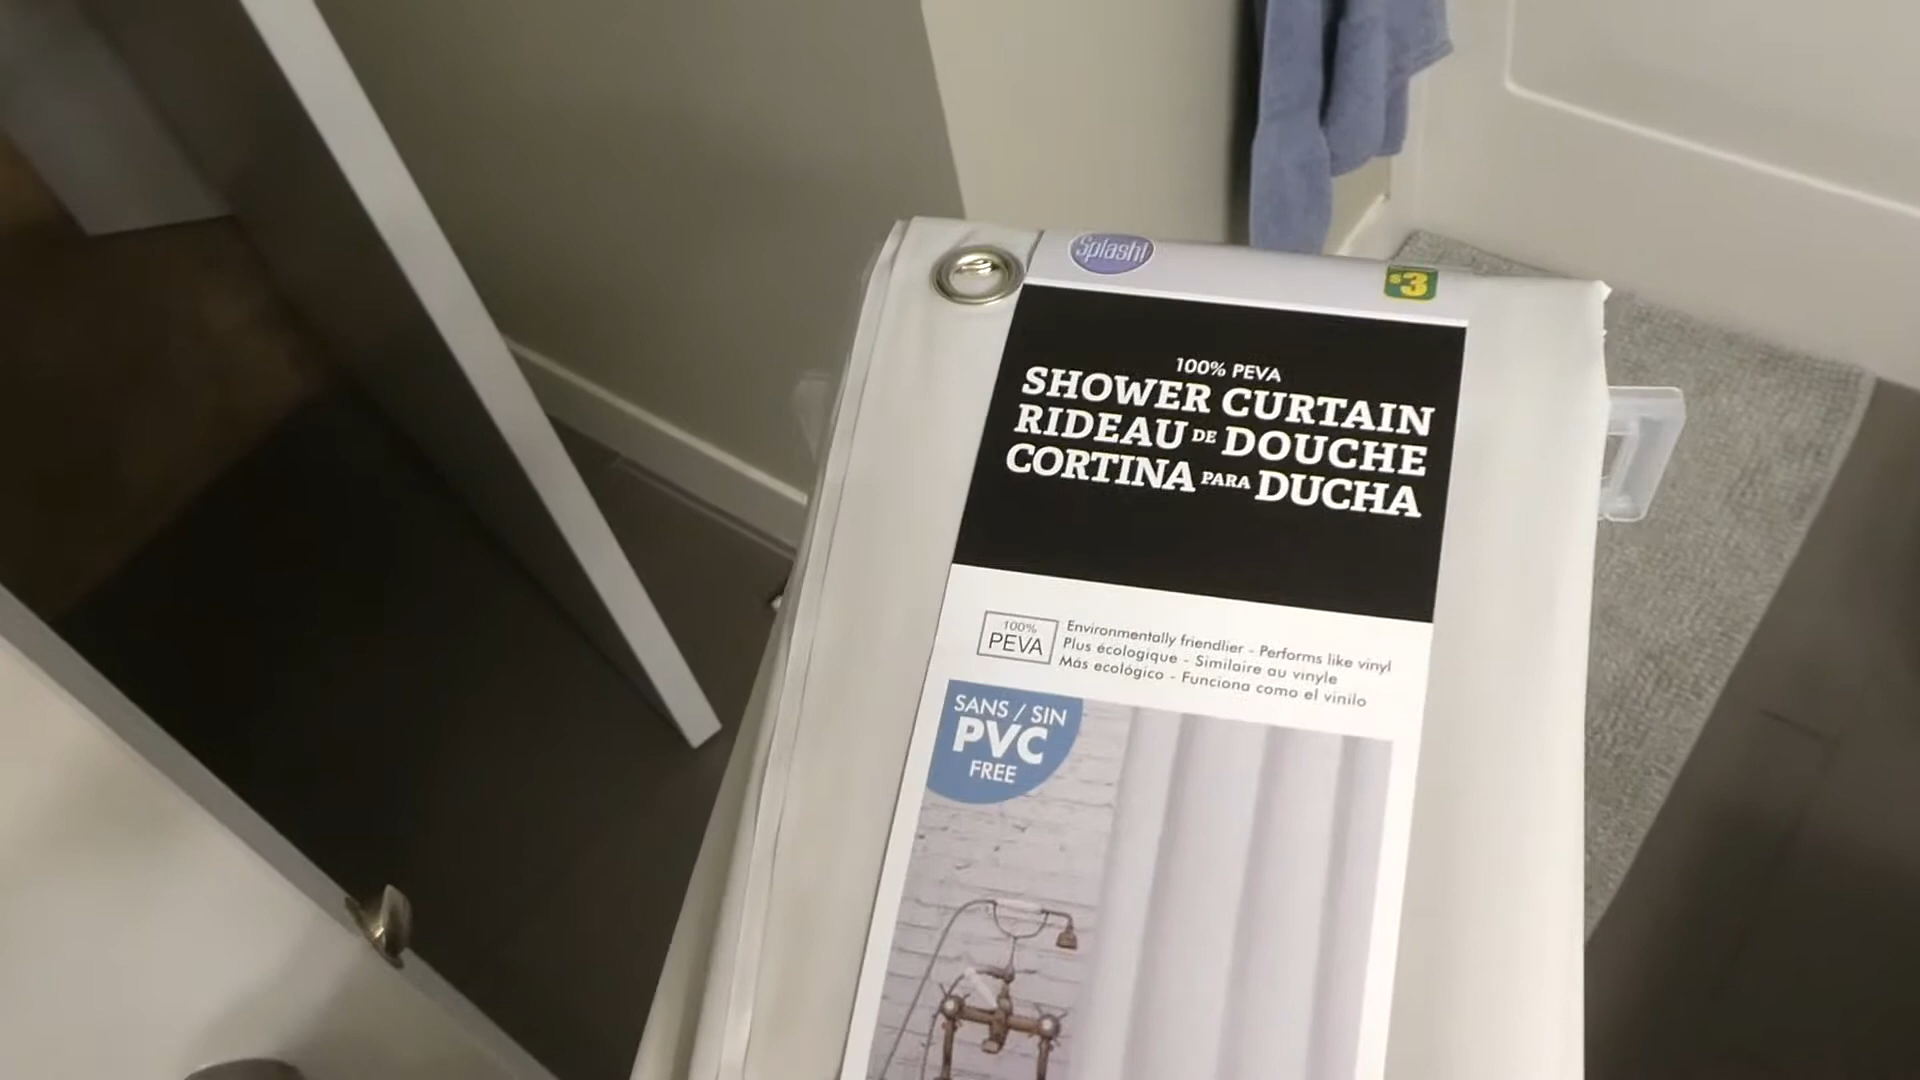 Splash!
$3
100% PEVA
SHOWER CURTAIN
RIDEAU DE DOUCHE
CORTINA PARA DUCHA
100%
PEVA
Environmentally friendlier - Performs like vinyl
Plus écologique - Similaire au vinyle
Más ecológico - Funciona como el vinilo
SANS / SIN
PVC
FREE